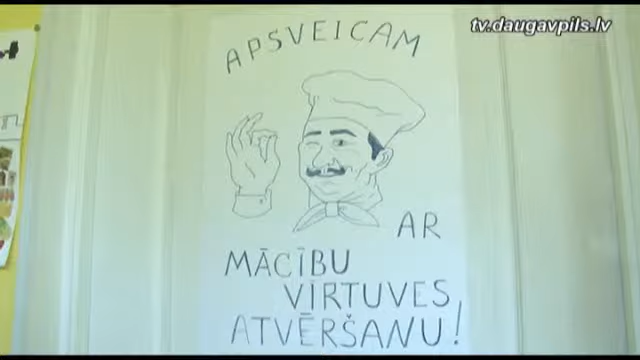 tv.daugavpils.lv
APSVEICAM
AR
MĀCĪBU
VIRTUVES
ATVĒRŠANU!